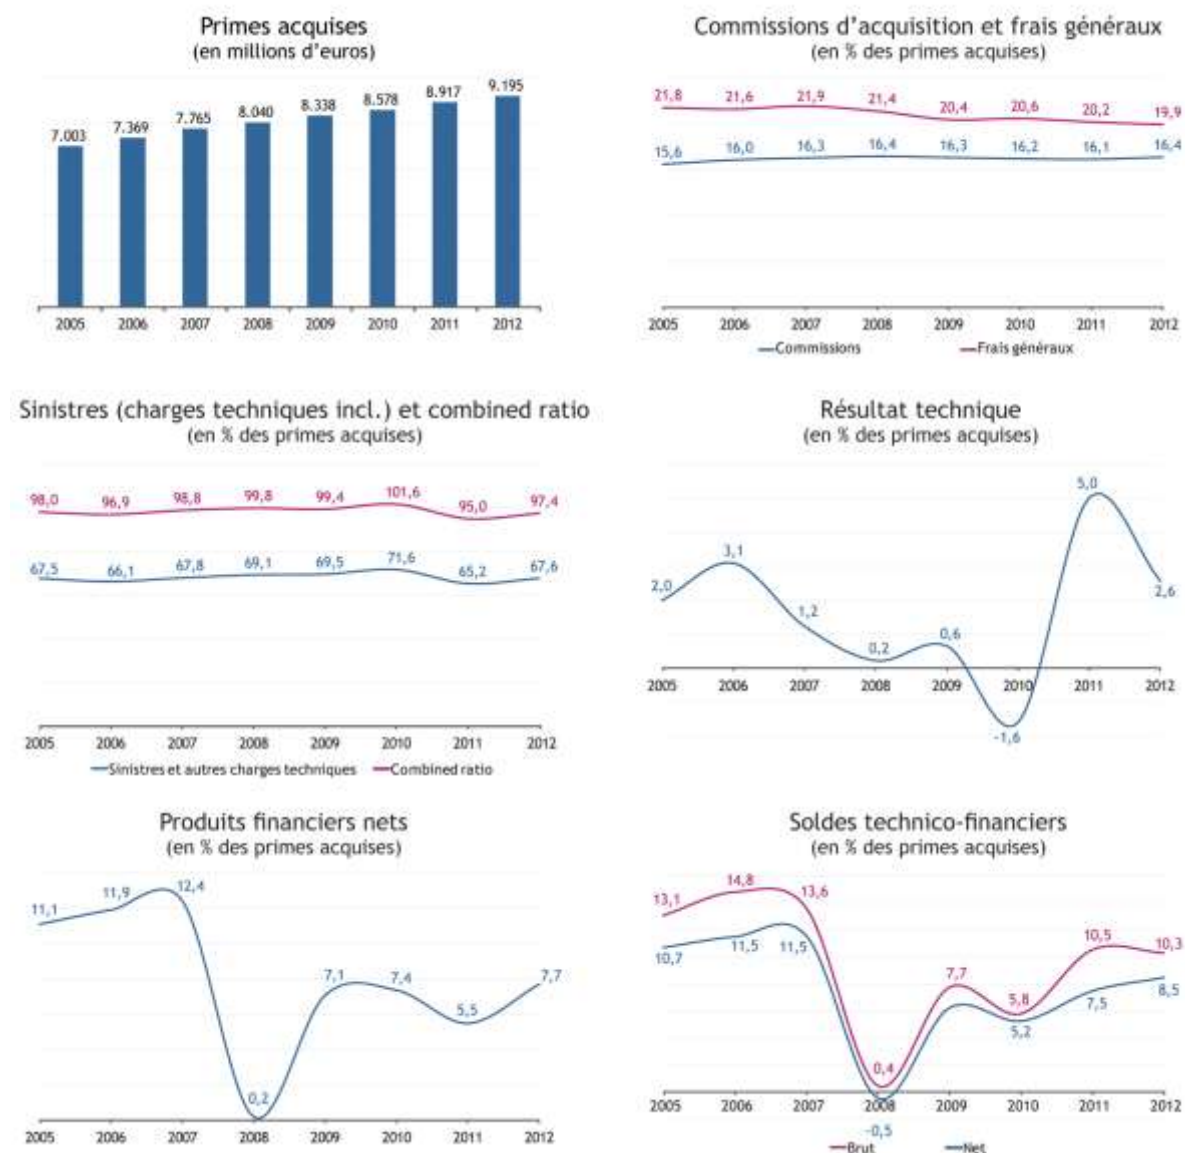 Primes acquises
(en millions d'euros)
7.003 7.369 7.765 8.040 8.338 8.578 8.917 9.195
2005 2006 2007 2008 2009 2010 2011 2012
Commissions d'acquisition et frais généraux
(en % des primes acquises)
21,8 21,6 21,9 21,4 20,4 20,6 20,2 19,9
15,6 16,0 16,3 16,4 16,3 16,2 16,1 16,4
2005 2006 2007 2008 2009 2010 2011 2012
Commissions Frais généraux
Sinistres (charges techniques incl.) et combined ratio
(en % des primes acquises)
98,0 96,9 98,8 99,8 99,4 101,6 95,0 97,4
67,5 66,1 67,8 69,1 69,5 71,6 65,2 67,6
2005 2006 2007 2008 2009 2010 2011 2012
Sinistres et autres charges techniques Combined ratio
Résultat technique
(en % des primes acquises)
2,0 3,1 1,2 0,2 0,6 -1,6 5,0 2,6
2005 2006 2007 2008 2009 2010 2011 2012
Produits financiers nets
(en % des primes acquises)
11,1 11,9 12,4 0,2 7,1 7,4 5,5 7,7
2005 2006 2007 2008 2009 2010 2011 2012
Soldes technico-financiers
(en % des primes acquises)
13,1 14,8 13,6 0,4 7,7 5,8 10,5 10,3
10,7 11,5 11,5 -0,5 5,2 7,5 8,5
2005 2006 2007 2008 2009 2010 2011 2012
Brut Net